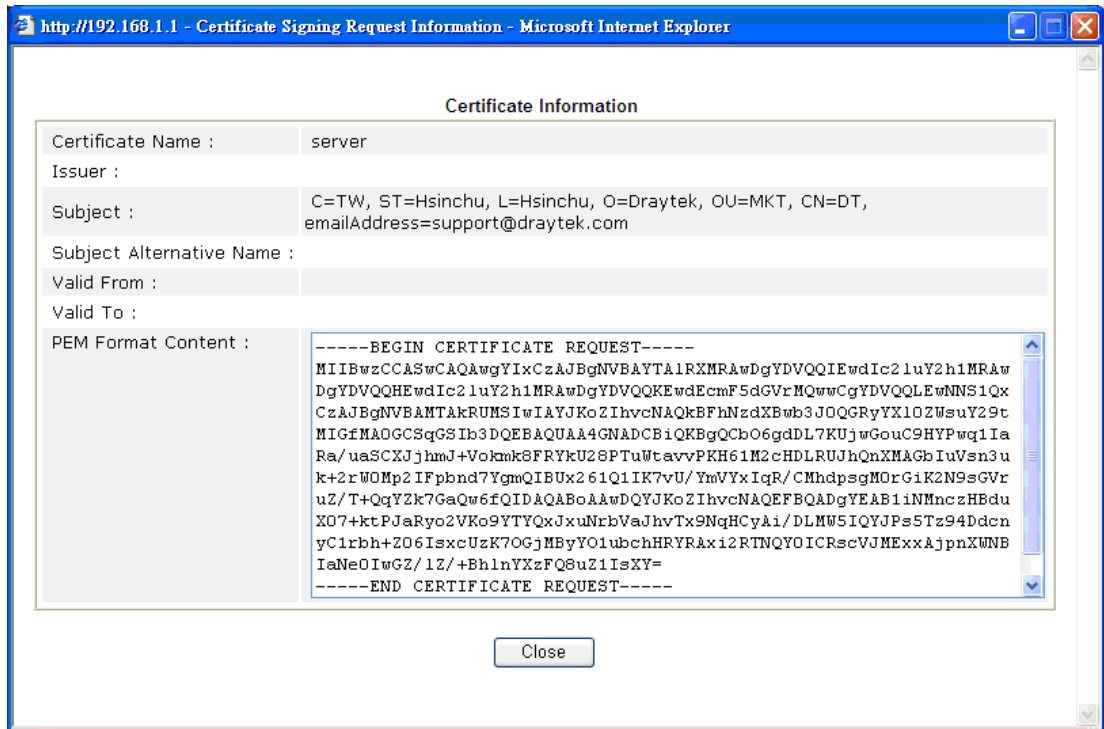 http://192.168.1.1 - Certificate Signing Request Information - Microsoft Internet Explorer
Certificate Information
Certificate Name : server
Issuer :
Subject : C=TW, ST=Hsinchu, L=Hsinchu, O=Draytek, OU=MKT, CN=DT,
emailAddress=support@draytek.com
Subject Alternative Name :
Valid From :
Valid To :
PEM Format Content :
-----BEGIN CERTIFICATE REQUEST-----
MIIBwzCCASwCAQAwgYIxCzAJBgNVBAYTAlRXMRAwDgYDVQQIEwdIc2luY2h1MRAw
DgYDVQQHEwdIc2luY2h1MRAwDgYDVQQKEwdEcmF5dGVrMQwwCgYDVQQLEwNNS1Qx
CzAJBgNVBAMTAkRUMSIwIAYJKoZIhvcNAQkBFhNzdXBwb3J0QGRyYXl0ZWsuY29t
MIGfMA0GCSqGSIb3DQEBAQUAA4GNADCBiQKBgQCbO6gdDL7KUjwGouC9HYPwq1Ia
Ra/uaSCXJjhmJ+Vokmk8FRYkU28PTuWtavvPKH61M2cHDLRUJhQnXMAGbIuVsn3u
k+2rWOMp2IFpbnd7YgmQIBUx261Q1IK7vU/YmVYxIqR/CMhdpsgMOrGiK2N9sGVr
uZ/T+QqYZk7GaQw6fQIDAQABoAAwDQYJKoZIhvcNAQEFBQADgYEAB1iNMnczHBdu
XO7+ktPJaRyo2VKo9YTYQxJxuNrbVaJhvTx9NqHCyAi/DLMW5IQYJPs5Tz94Ddcn
yC1rbh+ZO6IsxcUzK7OGjMByYO1ubchHRYRAxi2RTNQYOICRscVJMExxAjpnXWNB
IaNeOIwGZ/lZ/+BhlnYXzFQ8uZ1IsXY=
-----END CERTIFICATE REQUEST-----
Close